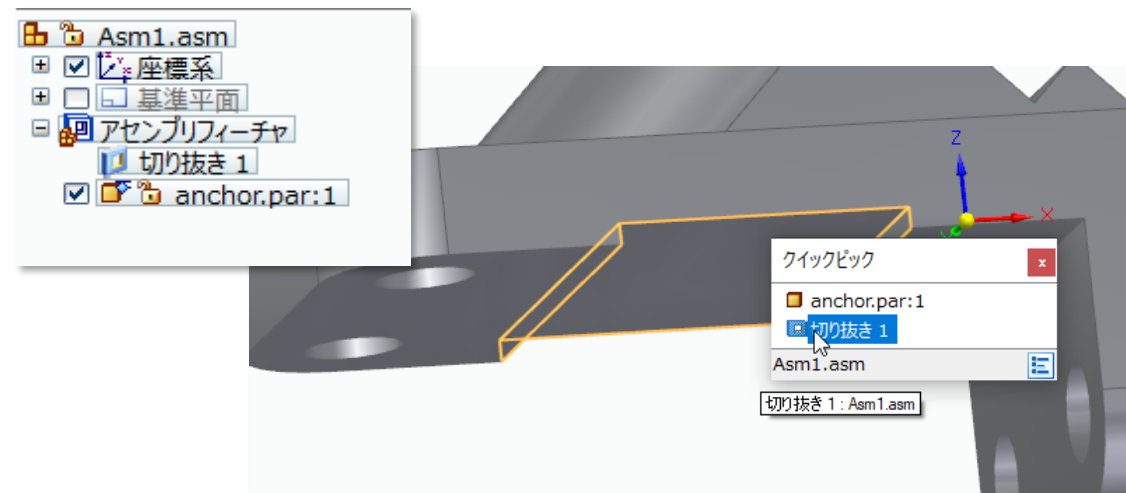 Asm1.asm
座標系
基準平面
アセンブリフィーチャ
切り抜き 1
anchor.par:1
Z
X
Y
クイックピック
x
anchor.par:1
切り抜き 1
Asm1.asm
切り抜き 1 : Asm1.asm